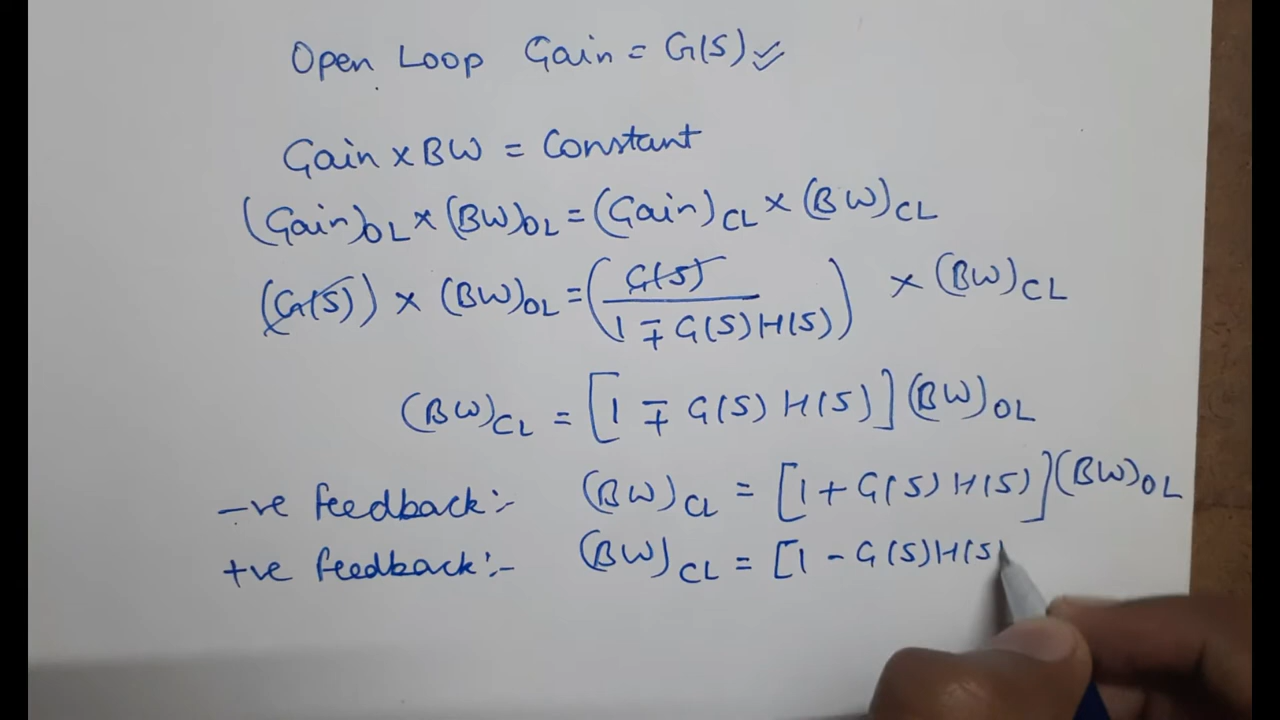 Open Loop Gain = G(S) ✓
Gain × BW = Constant
(Gain)OL × (BW)OL = (Gain)CL × (BW)CL
(G(S)) × (BW)OL = (G(S) / 1 ∓ G(S)H(S)) × (BW)CL
(BW)CL = [1 ∓ G(S) H(S)] (BW)OL
-ve feedback:- (BW)CL = [1 + G(S) H(S)] (BW)OL
+ve feedback:- (BW)CL = [1 - G(S)H(S)